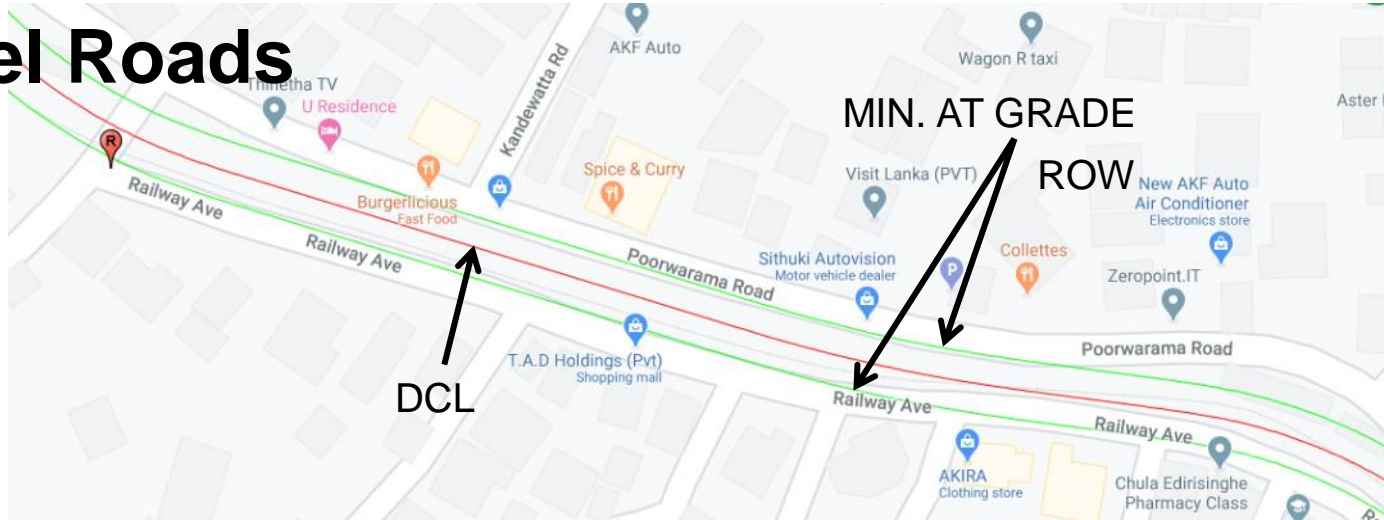 el Roads
AKF Auto
Wagon R taxi
Thinetha TV
U Residence
Kandewatta Rd
MIN. AT GRADE
ROW
Aster
R
Spice & Curry
Visit Lanka (PVT)
New AKF Auto
Air Conditioner
Electronics store
Railway Ave
Burgerlicious
Fast Food
Railway Ave
Poorwarama Road
Sithuki Autovision
Motor vehicle dealer
P
Collettes
Zeropoint.IT
T.A.D Holdings (Pvt)
Shopping mall
Poorwarama Road
DCL
Railway Ave
Railway Ave
AKIRA
Clothing store
Chula Edirisinghe
Pharmacy Class